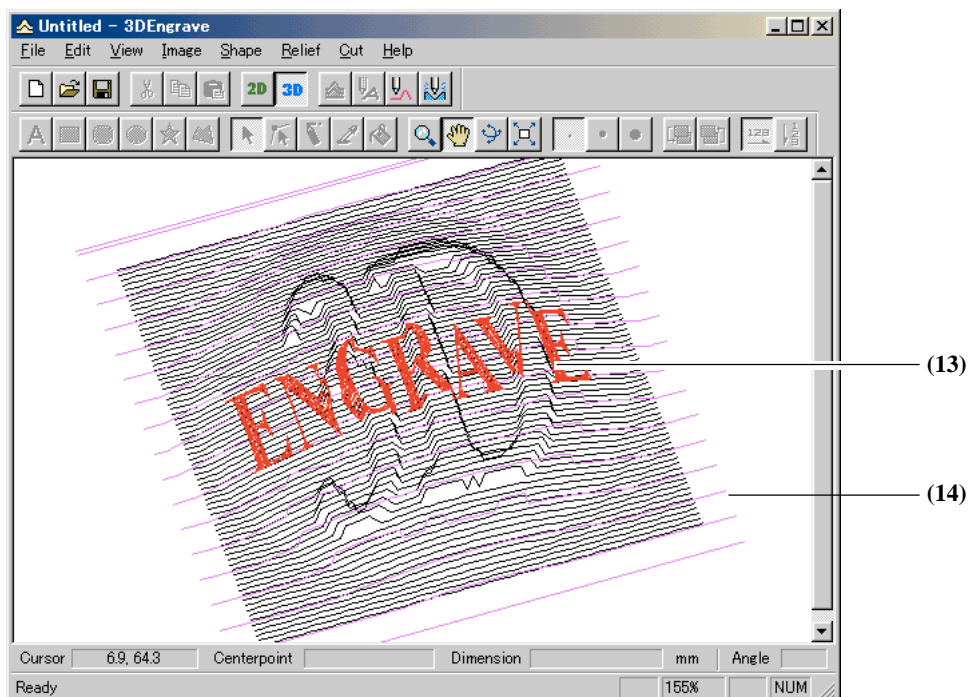 Untitled - 3DEngrave
File Edit View Image Shape Relief Cut Help
2D 3D
A 123 123
ENGRAVE
(13)
(14)
Cursor 6.9, 64.3 Centerpoint Dimension mm Angle
Ready 155% NUM